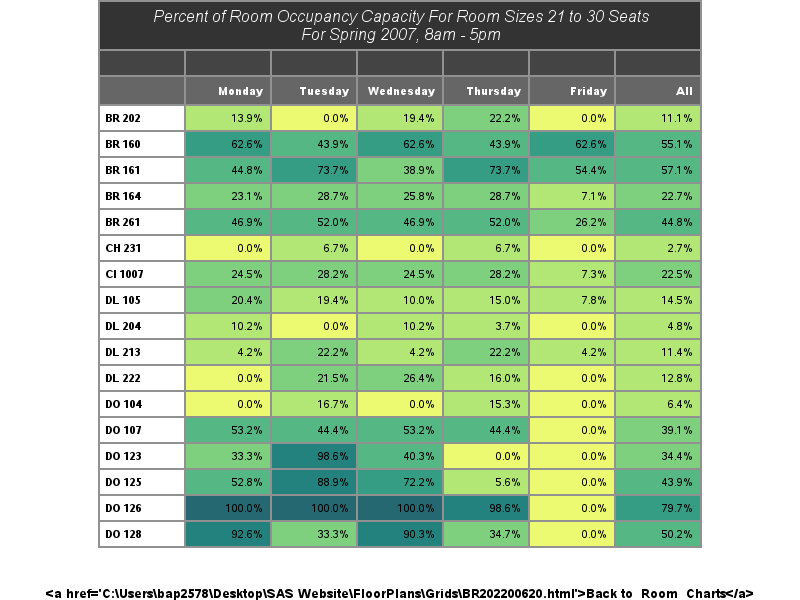 Percent of Room Occupancy Capacity For Room Sizes 21 to 30 Seats
For Spring 2007, 8am - 5pm
Monday Tuesday Wednesday Thursday Friday All
BR 202 13.9% 0.0% 19.4% 22.2% 0.0% 11.1%
BR 160 62.6% 43.9% 62.6% 43.9% 62.6% 55.1%
BR 161 44.8% 73.7% 38.9% 73.7% 54.4% 57.1%
BR 164 23.1% 28.7% 25.8% 28.7% 7.1% 22.7%
BR 261 46.9% 52.0% 46.9% 52.0% 26.2% 44.8%
CH 231 0.0% 6.7% 0.0% 6.7% 0.0% 2.7%
CI 1007 24.5% 28.2% 24.5% 28.2% 7.3% 22.5%
DL 105 20.4% 19.4% 10.0% 15.0% 7.8% 14.5%
DL 204 10.2% 0.0% 10.2% 3.7% 0.0% 4.8%
DL 213 4.2% 22.2% 4.2% 22.2% 4.2% 11.4%
DL 222 0.0% 21.5% 26.4% 16.0% 0.0% 12.8%
DO 104 0.0% 16.7% 0.0% 15.3% 0.0% 6.4%
DO 107 53.2% 44.4% 53.2% 44.4% 0.0% 39.1%
DO 123 33.3% 98.6% 40.3% 0.0% 0.0% 34.4%
DO 125 52.8% 88.9% 72.2% 5.6% 0.0% 43.9%
DO 126 100.0% 100.0% 100.0% 98.6% 0.0% 79.7%
DO 128 92.6% 33.3% 90.3% 34.7% 0.0% 50.2%
<a href='C:\Users\bap2578\Desktop\SAS Website\FloorPlans\Grids\BR202200620.html'>Back to Room Charts</a>